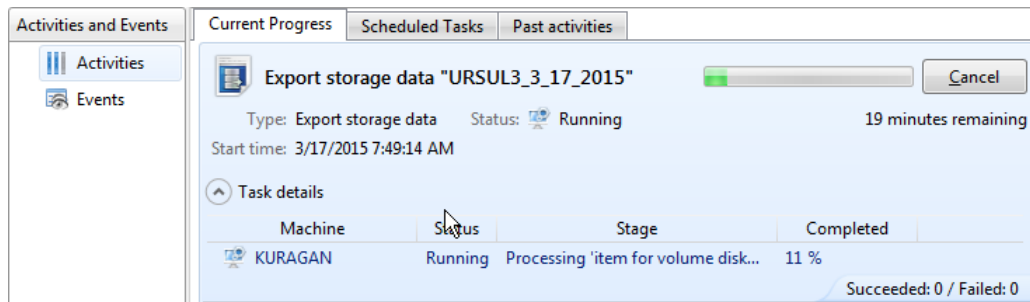 Activities and Events
Activities
Events
Current Progress Scheduled Tasks Past activities
Export storage data "URSUL3_3_17_2015" Cancel
Type: Export storage data Status: Running 19 minutes remaining
Start time: 3/17/2015 7:49:14 AM
Task details
Machine Status Stage Completed
KURAGAN Running Processing 'item for volume disk... 11 %
Succeeded: 0 / Failed: 0